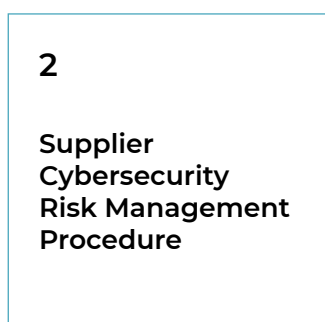 2
Supplier
Cybersecurity
Risk Management
Procedure